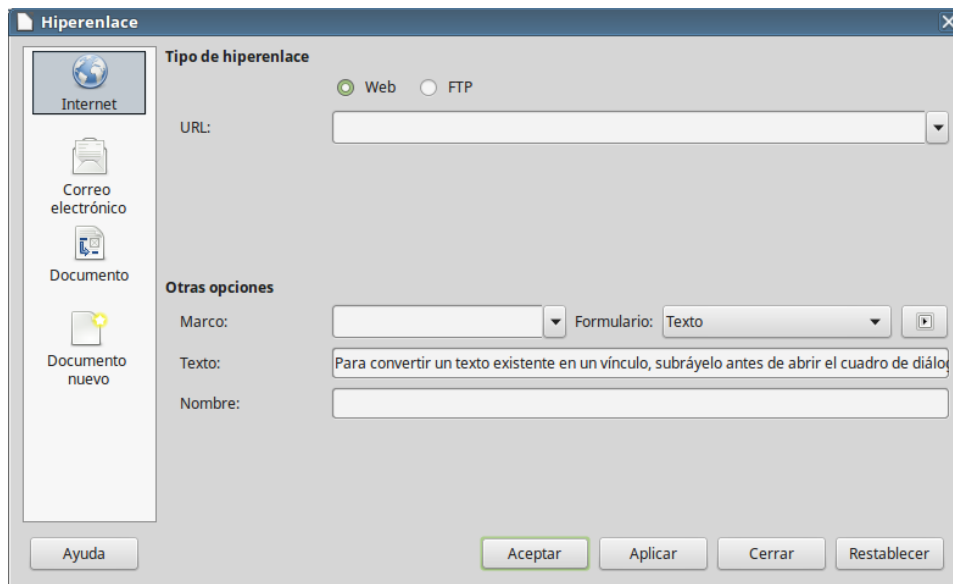 Hiperenlace
Internet
Correo
electrónico
Documento
Documento
nuevo
Tipo de hiperenlace
Web FTP
URL:
Otras opciones
Marco: Formulario: Texto
Texto: Para convertir un texto existente en un vínculo, subráyelo antes de abrir el cuadro de
Nombre:
Ayuda Aceptar Aplicar Cerrar Restablecer